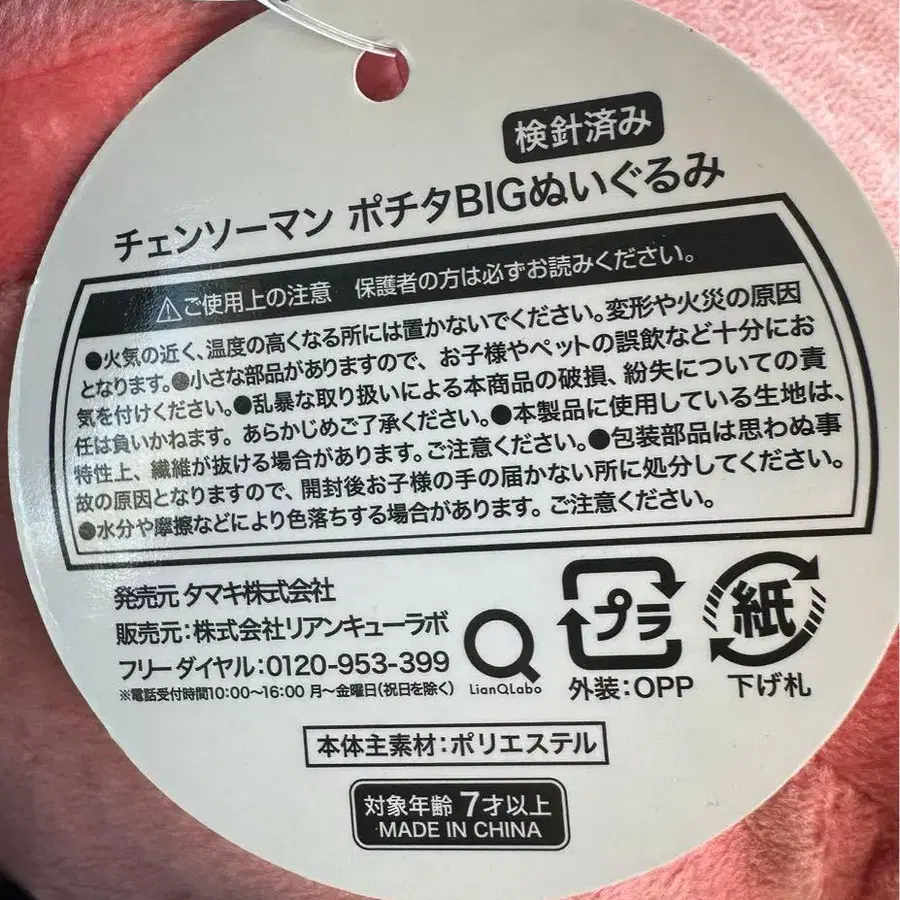 検針済み
チェンソーマン ポチタBIGぬいぐるみ
⚠ご使用上の注意 保護者の方は必ずお読みください。
●火気の近く、温度の高くなる所には置かないでください。変形や火災の原因
となります。●小さな部品がありますので、お子様やペットの誤飲など十分にお
気を付けください。●乱暴な取り扱いによる本商品の破損、紛失についての責
任は負いかねます。あらかじめご了承ください。●本製品に使用している生地は、
特性上、繊維が抜ける場合があります。ご注意ください。●包装部品は思わぬ事
故の原因となりますので、開封後お子様の手の届かない所に処分してください。
●水分や摩擦などにより色落ちする場合があります。ご注意ください。
発売元 タマキ株式会社
販売元:株式会社リアンキューラボ
フリーダイヤル:0120-953-399
※電話受付時間10:00〜16:00 月〜金曜日(祝日を除く)
LianQLabo
プラ
外装:OPP
紙
下げ札
本体主素材:ポリエステル
対象年齢 7才以上
MADE IN CHINA